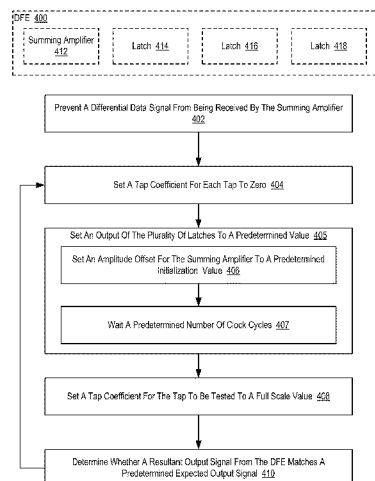 DFE 400
Summing Amplifier
412
Latch 414
Latch 416
Latch 418
Prevent A Differential Data Signal From Being Received By The Summing Amplifier
402
Set A Tap Coefficient For Each Tap To Zero 404
Set An Output Of The Plurality Of Latches To A Predetermined Value 405
Set An Amplitude Offset For The Summing Amplifier To A Predetermined
Initialization Value 406
Wait A Predetermined Number Of Clock Cycles 407
Set A Tap Coefficient For The Tap To Be Tested To A Full Scale Value 408
Determine Whether A Resultant Output Signal From The DFE Matches A
Predetermined Expected Output Signal 410